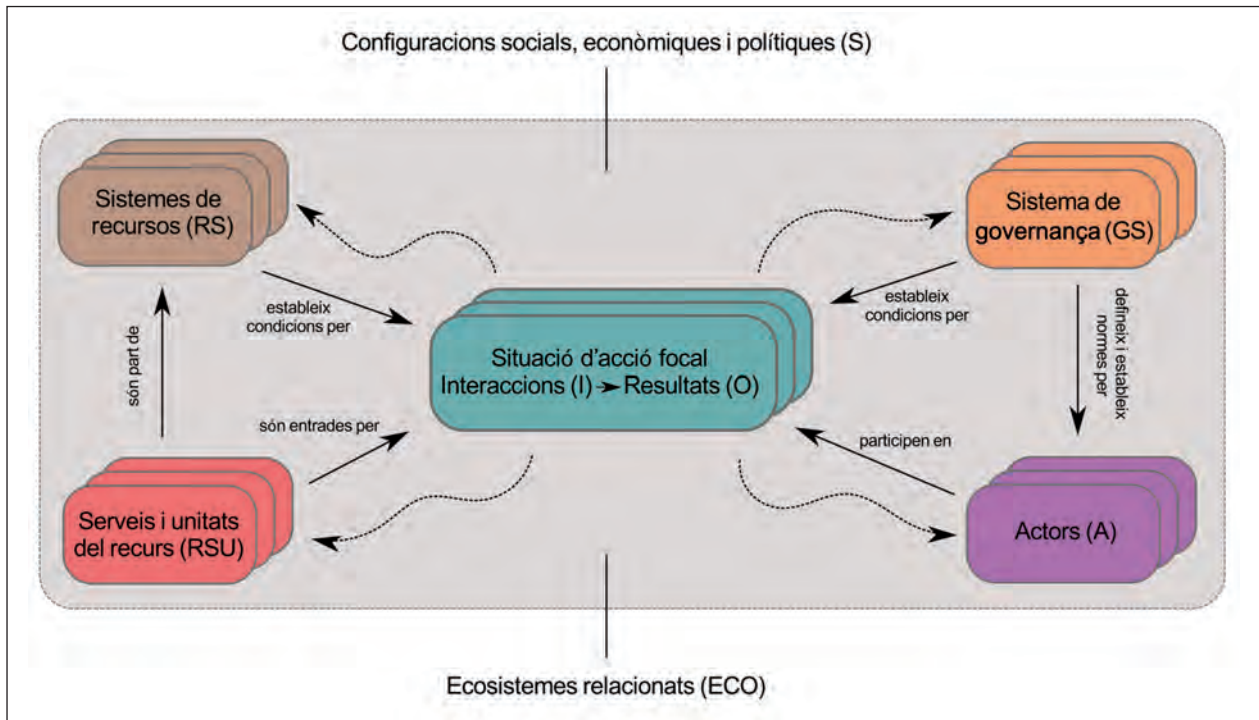 Configuracions socials, econòmiques i polítiques (S)
Sistemes de
recursos (RS)
Sistema de
governança (GS)
estableix
condicions per
estableix
condicions per
defineix i estableix
normes per
són part de
Situació d'acció focal
Interaccions (I) → Resultats (O)
són entrades per
participen en
Serveis i unitats
del recurs (RSU)
Actors (A)
Ecosistemes relacionats (ECO)